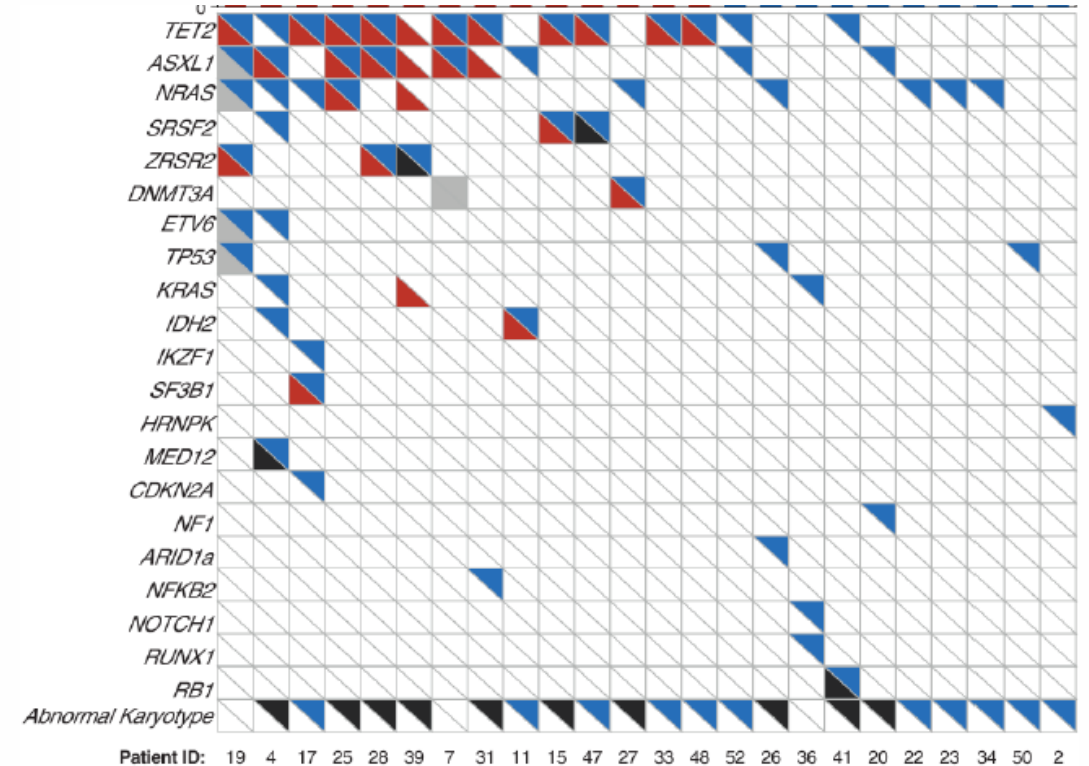 0
TET2
ASXL1
NRAS
SRSF2
ZRSR2
DNMT3A
ETV6
TP53
KRAS
IDH2
IKZF1
SF3B1
HRNPK
MED12
CDKN2A
NF1
ARID1a
NFKB2
NOTCH1
RUNX1
RB1
Abnormal Karyotype
Patient ID: 19 4 17 25 28 39 7 31 11 15 47 27 33 48 52 26 36 41 20 22 23 34 50 2